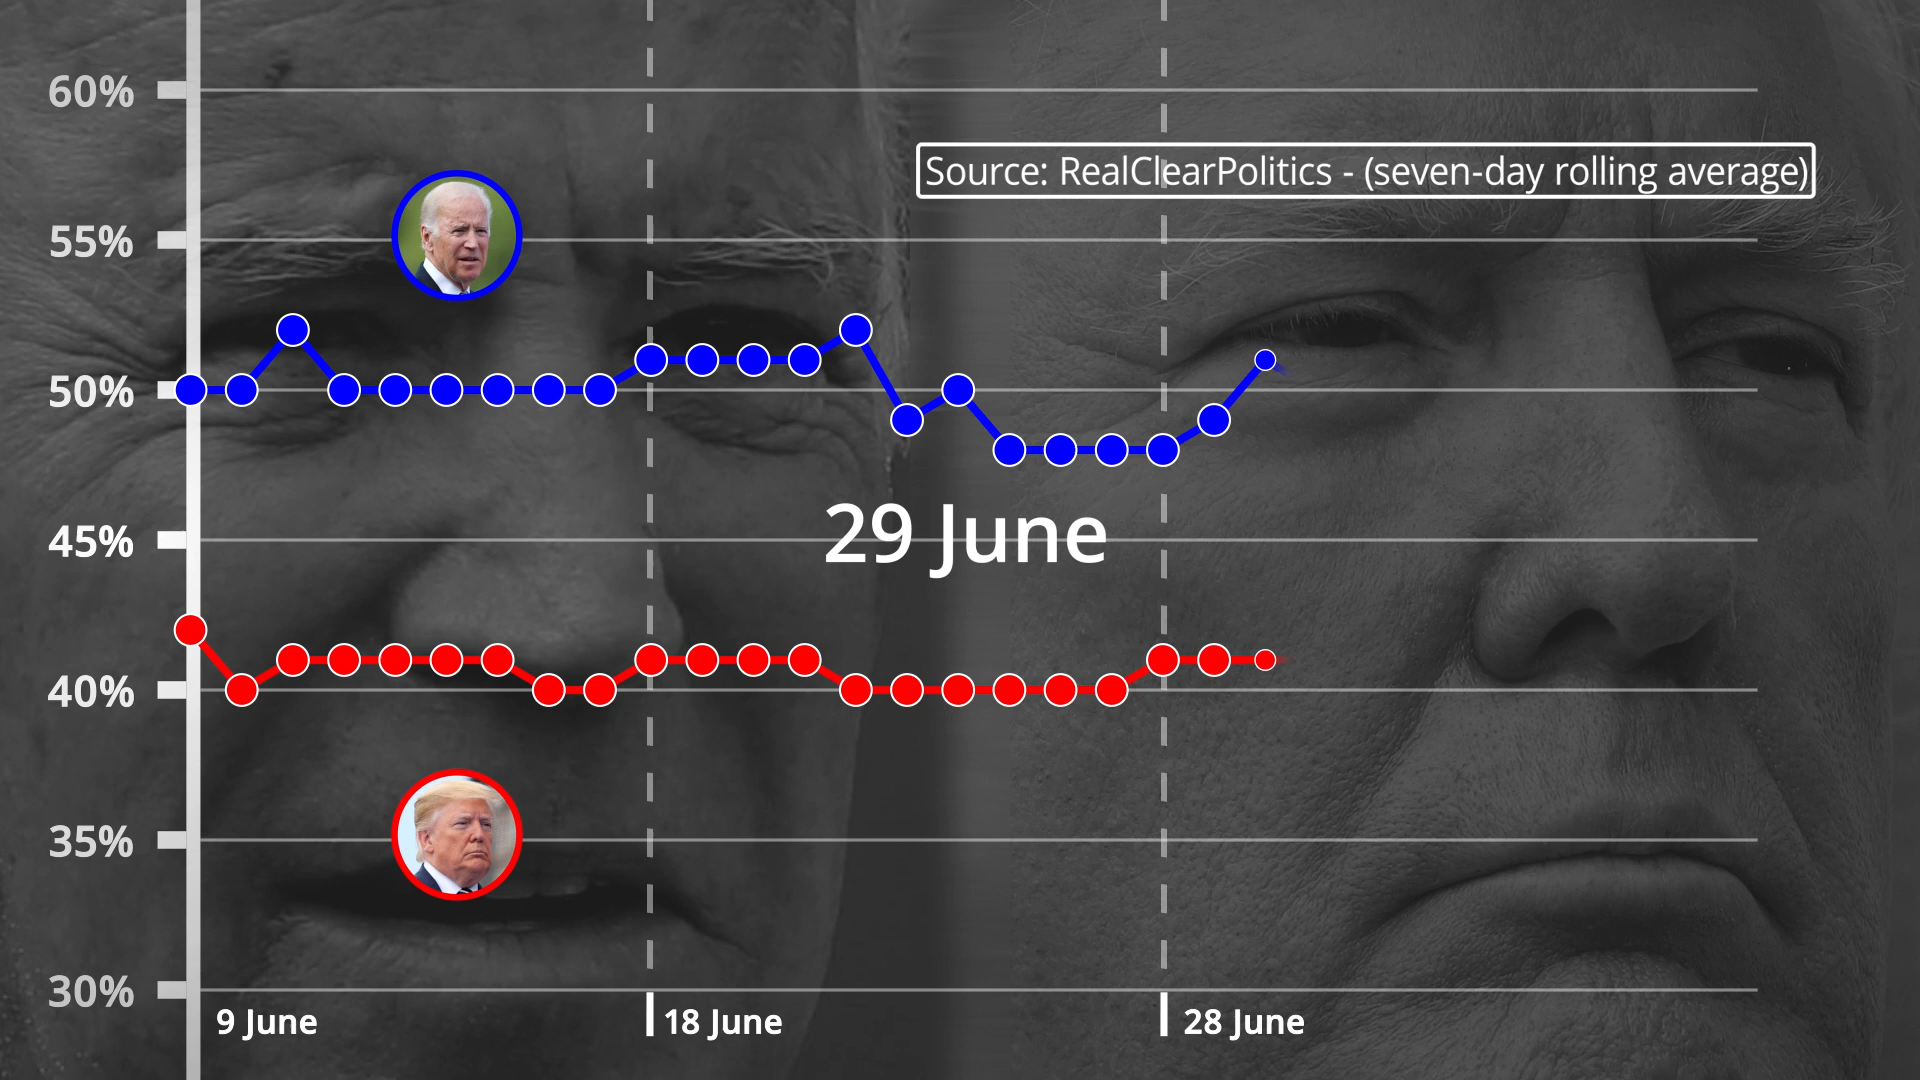 60%
Source: RealClearPolitics - (seven-day rolling average)
55%
50%
29 June
45%
40%
35%
30%
9 June
18 June
28 June